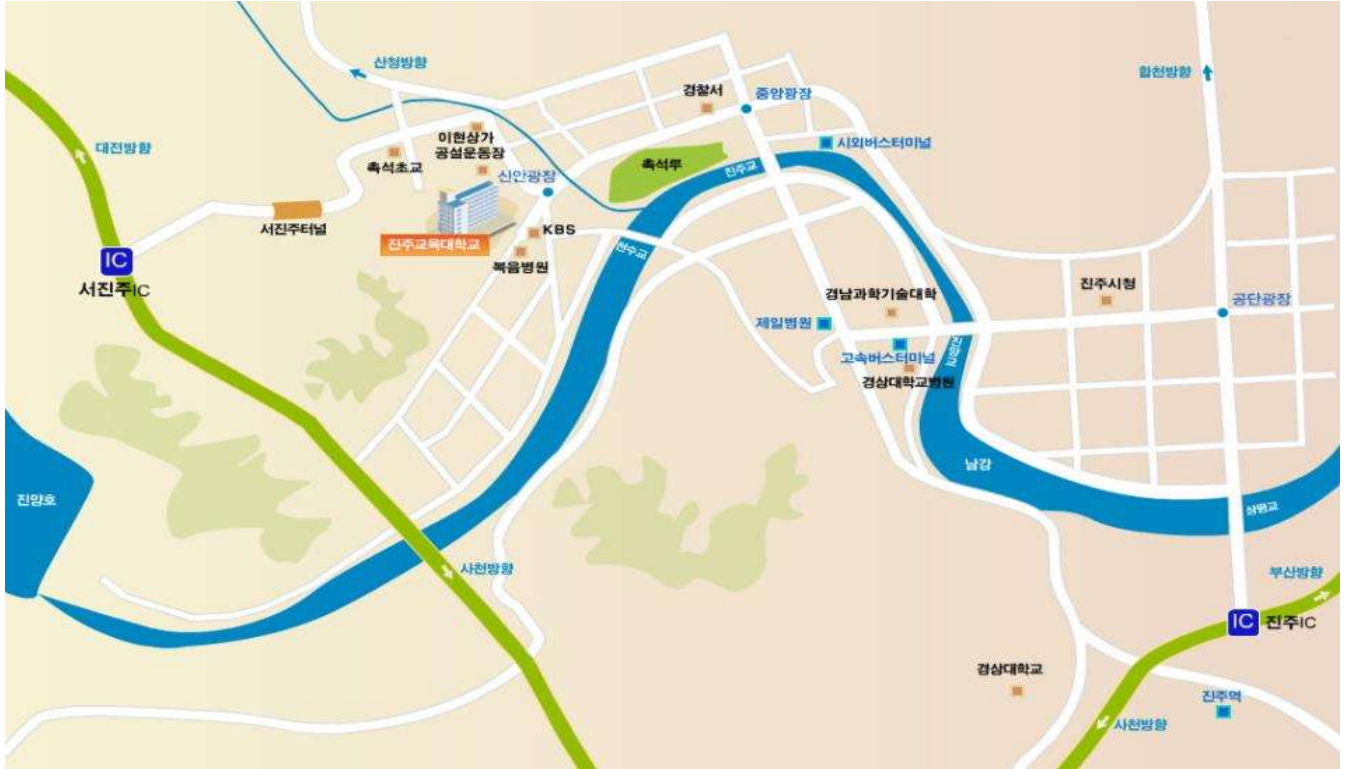 산청방향
합천방향
경찰서
중앙광장
대전방향
이현상가
공설운동장
시외버스터미널
촉석초교
신안광장
촉석루
진주교
서진주터널
진주교육대학교
KBS
천수교
복음병원
IC
서진주IC
경남과학기술대학
진주시청
공단광장
제일병원
고속버스터미널
진양교
경상대학교병원
진양호
남강
상평교
사천방향
부산방향
IC
진주IC
경상대학교
진주역
사천방향